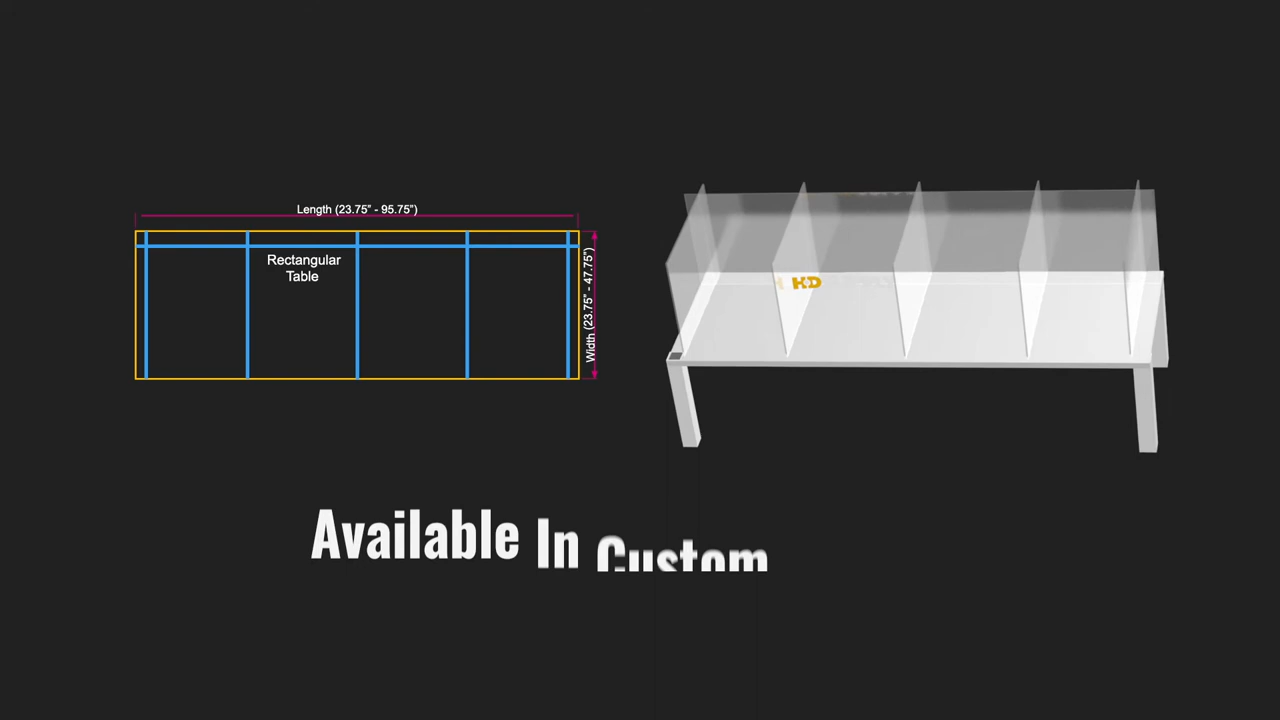 Length (23.75” - 95.75”)
Rectangular
Table
Width (23.75” - 47.75”)
KD
Available In Custom